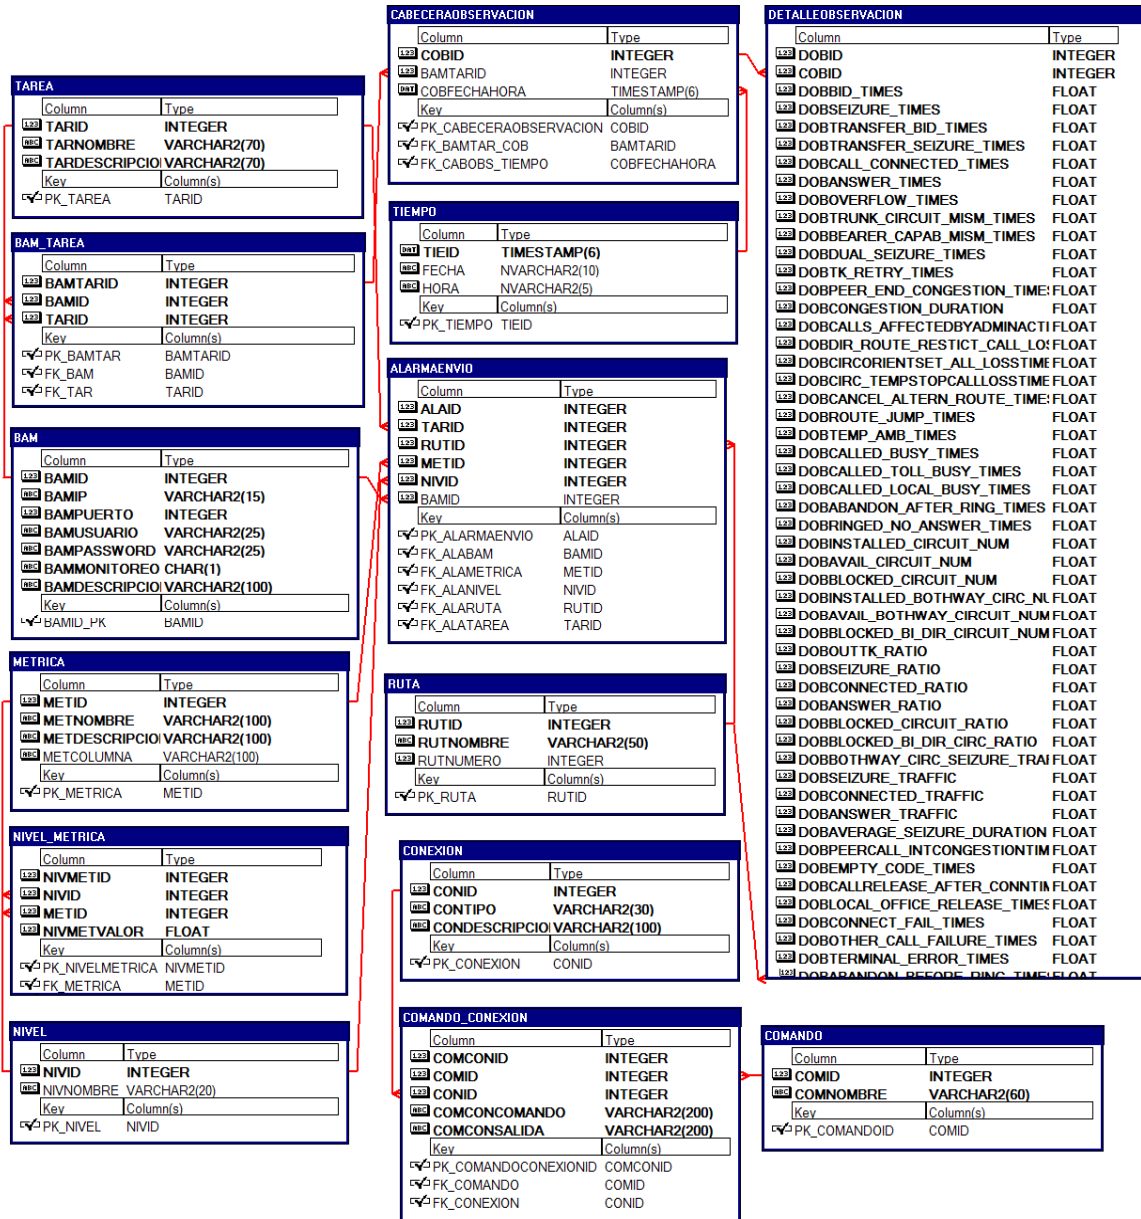 TAREA
Column Type
TARID INTEGER
TARNOMBRE VARCHAR2(70)
TARDESCRIPCIO VARCHAR2(70)
Key Column(s)
PK_TAREA TARID
BAM_TAREA
Column Type
BAMTARID INTEGER
BAMID INTEGER
TARID INTEGER
Key Column(s)
PK_BAMTAR BAMTARID
FK_BAM BAMID
FK_TAR TARID
BAM
Column Type
BAMID INTEGER
BAMIP VARCHAR2(15)
BAMPUERTO INTEGER
BAMUSUARIO VARCHAR2(25)
BAMPASSWORD VARCHAR2(25)
BAMMONITOREO CHAR(1)
BAMDESCRIPCIO VARCHAR2(100)
Key Column(s)
BAMID_PK BAMID
METRICA
Column Type
METID INTEGER
METNOMBRE VARCHAR2(100)
METDESCRIPCIO VARCHAR2(100)
METCOLUMNA VARCHAR2(100)
Key Column(s)
PK_METRICA METID
NIVEL_METRICA
Column Type
NIVMETID INTEGER
NIVID INTEGER
METID INTEGER
NIVMETVALOR FLOAT
Key Column(s)
PK_NIVELMETRICA NIVMETID
FK_METRICA METID
NIVEL
Column Type
NIVID INTEGER
NIVNOMBRE VARCHAR2(20)
Key Column(s)
PK_NIVEL NIVID
CABECERAOBSERVACION
Column Type
COBID INTEGER
BAMTARID INTEGER
COBFECHAHORA TIMESTAMP(6)
Key Column(s)
PK_CABECERAOBSERVACION COBID
FK_BAMTAR_COB BAMTARID
FK_CABOBS_TIEMPO COBFECHAHORA
TIEMPO
Column Type
TIEID TIMESTAMP(6)
FECHA NVARCHAR2(10)
HORA NVARCHAR2(5)
Key Column(s)
PK_TIEMPO TIEID
ALARMAENVIO
Column Type
ALAID INTEGER
TARID INTEGER
RUTID INTEGER
METID INTEGER
NIVID INTEGER
BAMID INTEGER
Key Column(s)
PK_ALARMAENVIO ALAID
FK_ALABAM BAMID
FK_ALAMETRICA METID
FK_ALANIVEL NIVID
FK_ALARUTA RUTID
FK_ALATAREA TARID
RUTA
Column Type
RUTID INTEGER
RUTNOMBRE VARCHAR2(50)
RUTNUMERO INTEGER
Key Column(s)
PK_RUTA RUTID
CONEXION
Column Type
CONID INTEGER
CONTIPO VARCHAR2(30)
CONDESCRIPCIO VARCHAR2(100)
Key Column(s)
PK_CONEXION CONID
COMANDO_CONEXION
Column Type
COMCONID INTEGER
COMID INTEGER
CONID INTEGER
COMCONCOMANDO VARCHAR2(200)
COMCONSALIDA VARCHAR2(200)
Key Column(s)
PK_COMANDOCONEXIONID COMCONID
FK_COMANDO COMID
FK_CONEXION CONID
DETALLEOBSERVACION
Column Type
DOBID INTEGER
COBID INTEGER
DOBBID_TIMES FLOAT
DOBSEIZURE_TIMES FLOAT
DOBTRANSFER_BID_TIMES FLOAT
DOBTRANSFER_SEIZURE_TIMES FLOAT
DOBCALL_CONNECTED_TIMES FLOAT
DOBANSWER_TIMES FLOAT
DOBOVERFLOW_TIMES FLOAT
DOBTRUNK_CIRCUIT_MISM_TIMES FLOAT
DOBBEARER_CAPAB_MISM_TIMES FLOAT
DOBDUAL_SEIZURE_TIMES FLOAT
DOBTK_RETRY_TIMES FLOAT
DOBPEER_END_CONGESTION_TIME FLOAT
DOBCONGESTION_DURATION FLOAT
DOBCALLS_AFFECTEDBYADMINACTI FLOAT
DOBDIR_ROUTE_RESTICT_CALL_LO FLOAT
DOBCIRCORIENTSET_ALL_LOSSTIME FLOAT
DOBCIRC_TEMPSTOPCALLLOSSTIME FLOAT
DOBCANCEL_ALTERN_ROUTE_TIME FLOAT
DOBROUTE_JUMP_TIMES FLOAT
DOBTEMP_AMB_TIMES FLOAT
DOBCALLED_BUSY_TIMES FLOAT
DOBCALLED_TOLL_BUSY_TIMES FLOAT
DOBCALLED_LOCAL_BUSY_TIMES FLOAT
DOBABANDON_AFTER_RING_TIMES FLOAT
DOBRINGED_NO_ANSWER_TIMES FLOAT
DOBINSTALLED_CIRCUIT_NUM FLOAT
DOBAVAIL_CIRCUIT_NUM FLOAT
DOBBLOCKED_CIRCUIT_NUM FLOAT
DOBINSTALLED_BOTHWAY_CIRC_NU FLOAT
DOBAVAIL_BOTHWAY_CIRCUIT_NUM FLOAT
DOBBLOCKED_BI_DIR_CIRCUIT_NUM FLOAT
DOBOUTTK_RATIO FLOAT
DOBSEIZURE_RATIO FLOAT
DOBCONNECTED_RATIO FLOAT
DOBANSWER_RATIO FLOAT
DOBBLOCKED_CIRCUIT_RATIO FLOAT
DOBBLOCKED_BI_DIR_CIRC_RATIO FLOAT
DOBBOTHWAY_CIRC_SEIZURE_TRAF FLOAT
DOBSEIZURE_TRAFFIC FLOAT
DOBCONNECTED_TRAFFIC FLOAT
DOBANSWER_TRAFFIC FLOAT
DOBAVERAGE_SEIZURE_DURATION FLOAT
DOBPEERCALL_INTCONGESTIONTIM FLOAT
DOBEMPTY_CODE_TIMES FLOAT
DOBCALLRELEASE_AFTER_CONNTIM FLOAT
DOBLOCAL_OFFICE_RELEASE_TIMES FLOAT
DOBCONNECT_FAIL_TIMES FLOAT
DOBOTHER_CALL_FAILURE_TIMES FLOAT
DOBTERMINAL_ERROR_TIMES FLOAT
DOBABANDON_BEFORE_RING_TIME FLOAT
COMANDO
Column Type
COMID INTEGER
COMNOMBRE VARCHAR2(60)
Key Column(s)
PK_COMANDOID COMID